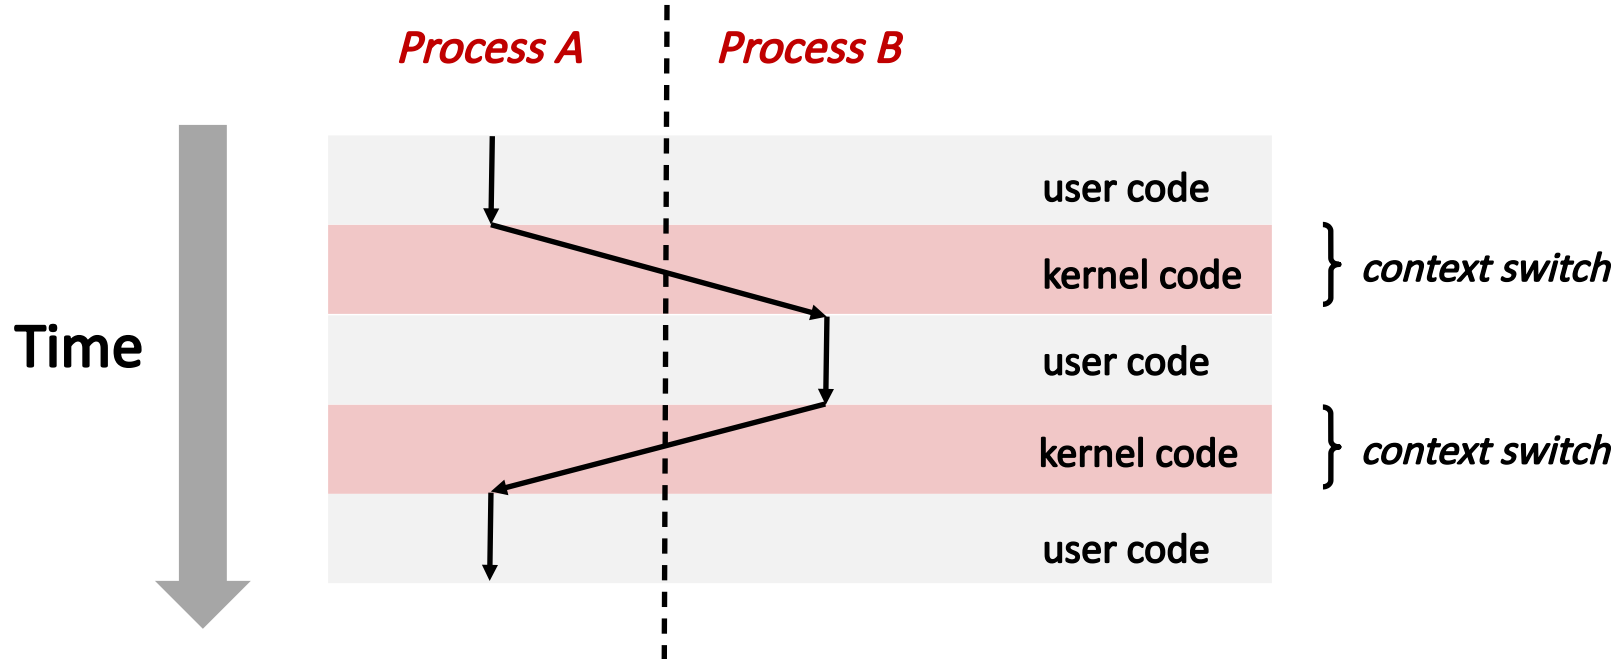 Process A
Process B
user code
kernel code
context switch
Time
user code
kernel code
context switch
user code